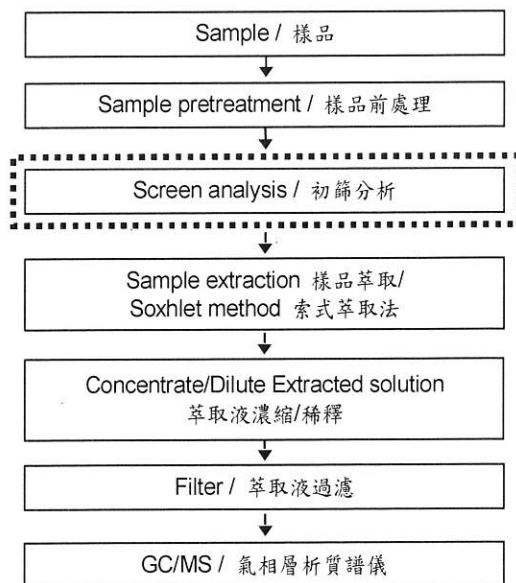 Sample / 樣品
Sample pretreatment / 樣品前處理
Screen analysis / 初篩分析
Sample extraction 樣品萃取/
Soxhlet method 索式萃取法
Concentrate/Dilute Extracted solution
萃取液濃縮/稀釋
Filter / 萃取液過濾
GC/MS / 氣相層析質譜儀